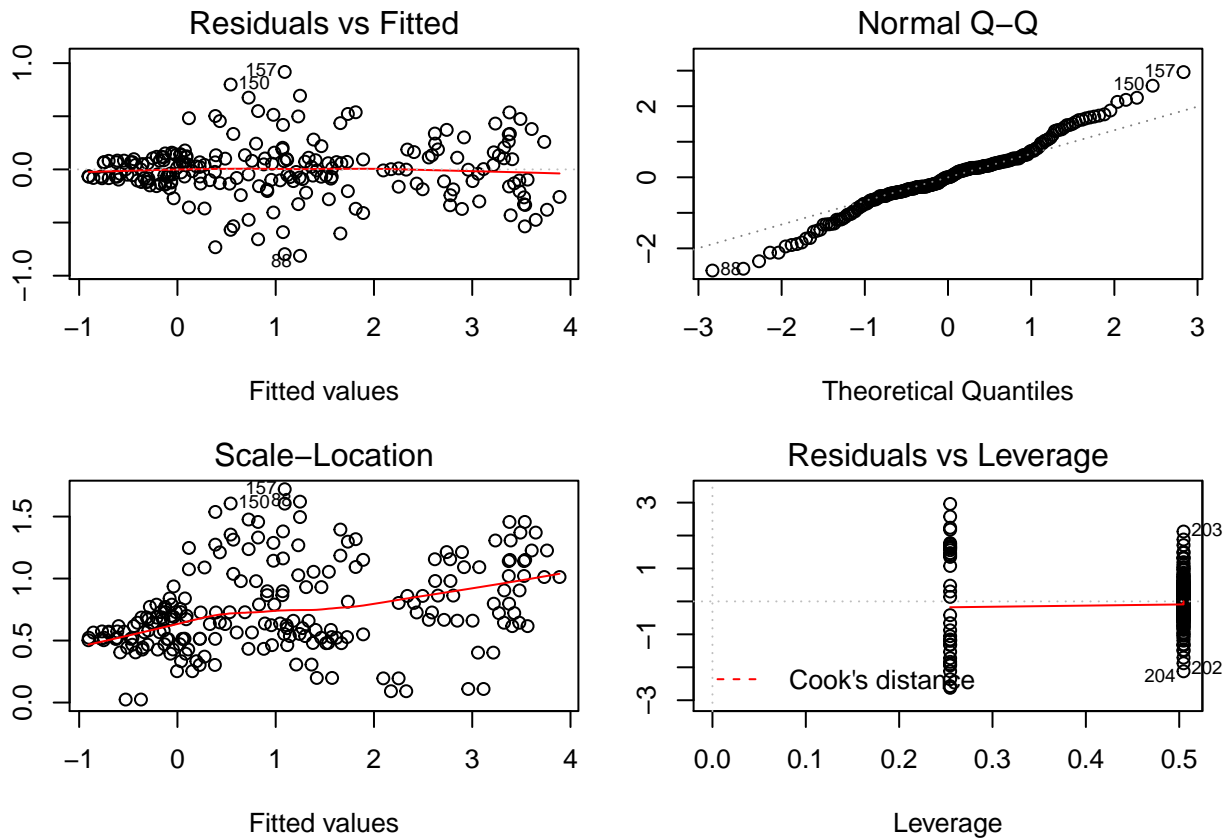 Residuals vs Fitted
1.0
0.0
−1.0
157
150
88
−1 0 1 2 3 4
Fitted values
Normal Q−Q
2
0
−2
150 157
88
−3 −2 −1 0 1 2 3
Theoretical Quantiles
Scale−Location
1.5
1.0
0.5
0.0
157
150 88
−1 0 1 2 3 4
Fitted values
Residuals vs Leverage
3
1
−1
−3
203
204 202
Cook's distance
0.0 0.1 0.2 0.3 0.4 0.5
Leverage